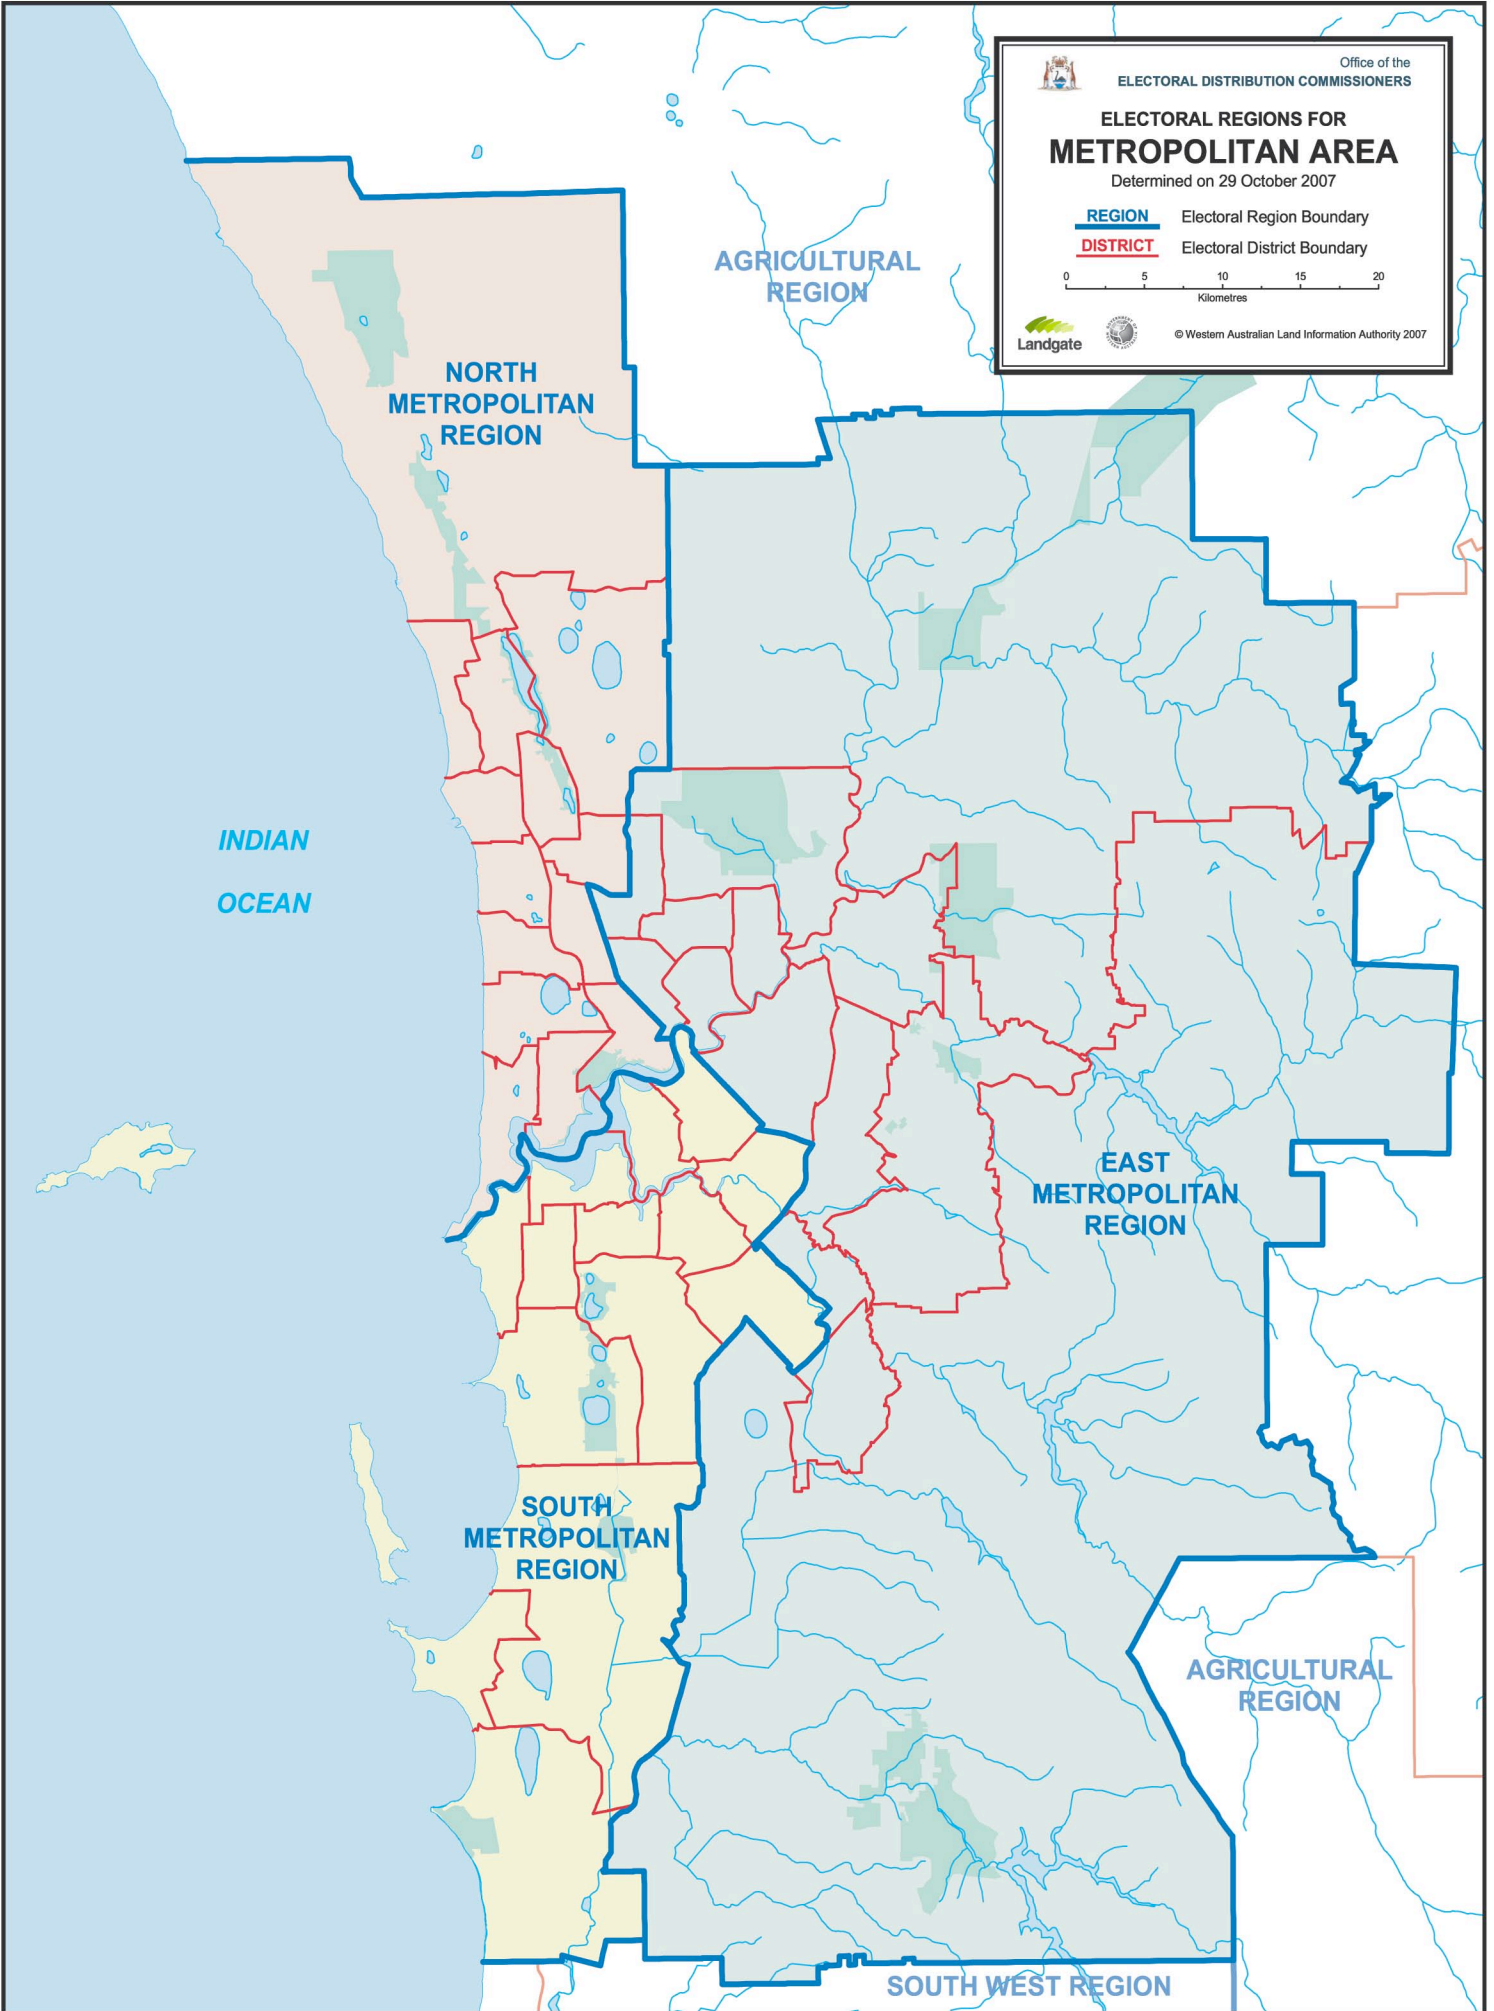 Office of the
ELECTORAL DISTRIBUTION COMMISSIONERS
ELECTORAL REGIONS FOR
METROPOLITAN AREA
Determined on 29 October 2007
REGION Electoral Region Boundary
DISTRICT Electoral District Boundary
0 5 10 15 20
Kilometres
Landgate
© Western Australian Land Information Authority 2007
AGRICULTURAL
REGION
NORTH
METROPOLITAN
REGION
INDIAN
OCEAN
EAST
METROPOLITAN
REGION
SOUTH
METROPOLITAN
REGION
AGRICULTURAL
REGION
SOUTH WEST REGION